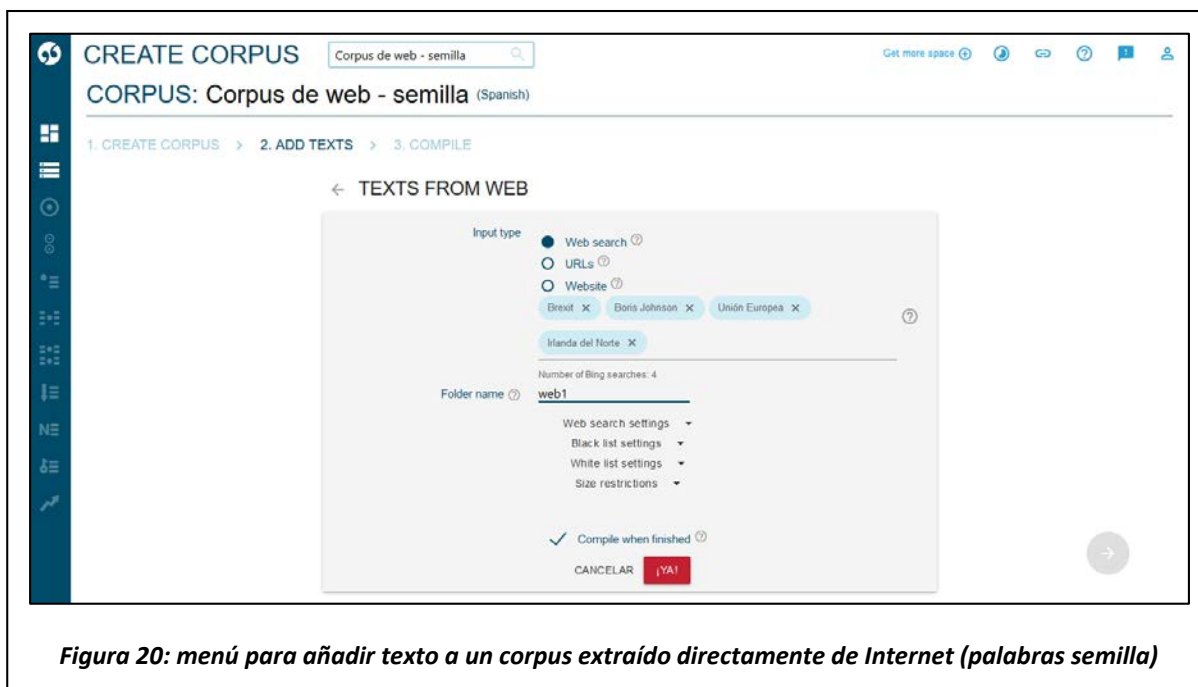 CREATE CORPUS Corpus de web - semilla Get more space
CORPUS: Corpus de web - semilla (Spanish)
1. CREATE CORPUS > 2. ADD TEXTS > 3. COMPILE
← TEXTS FROM WEB
Input type
Web search
URLs
Website
Brexit X Boris Johnson X Unión Europea X
Irlanda del Norte X
Number of Bing searches: 4
Folder name web1
Web search settings
Black list settings
White list settings
Size restrictions
Compile when finished
CANCELAR ¡YA!
Figura 20: menú para añadir texto a un corpus extraído directamente de Internet (palabras semilla)